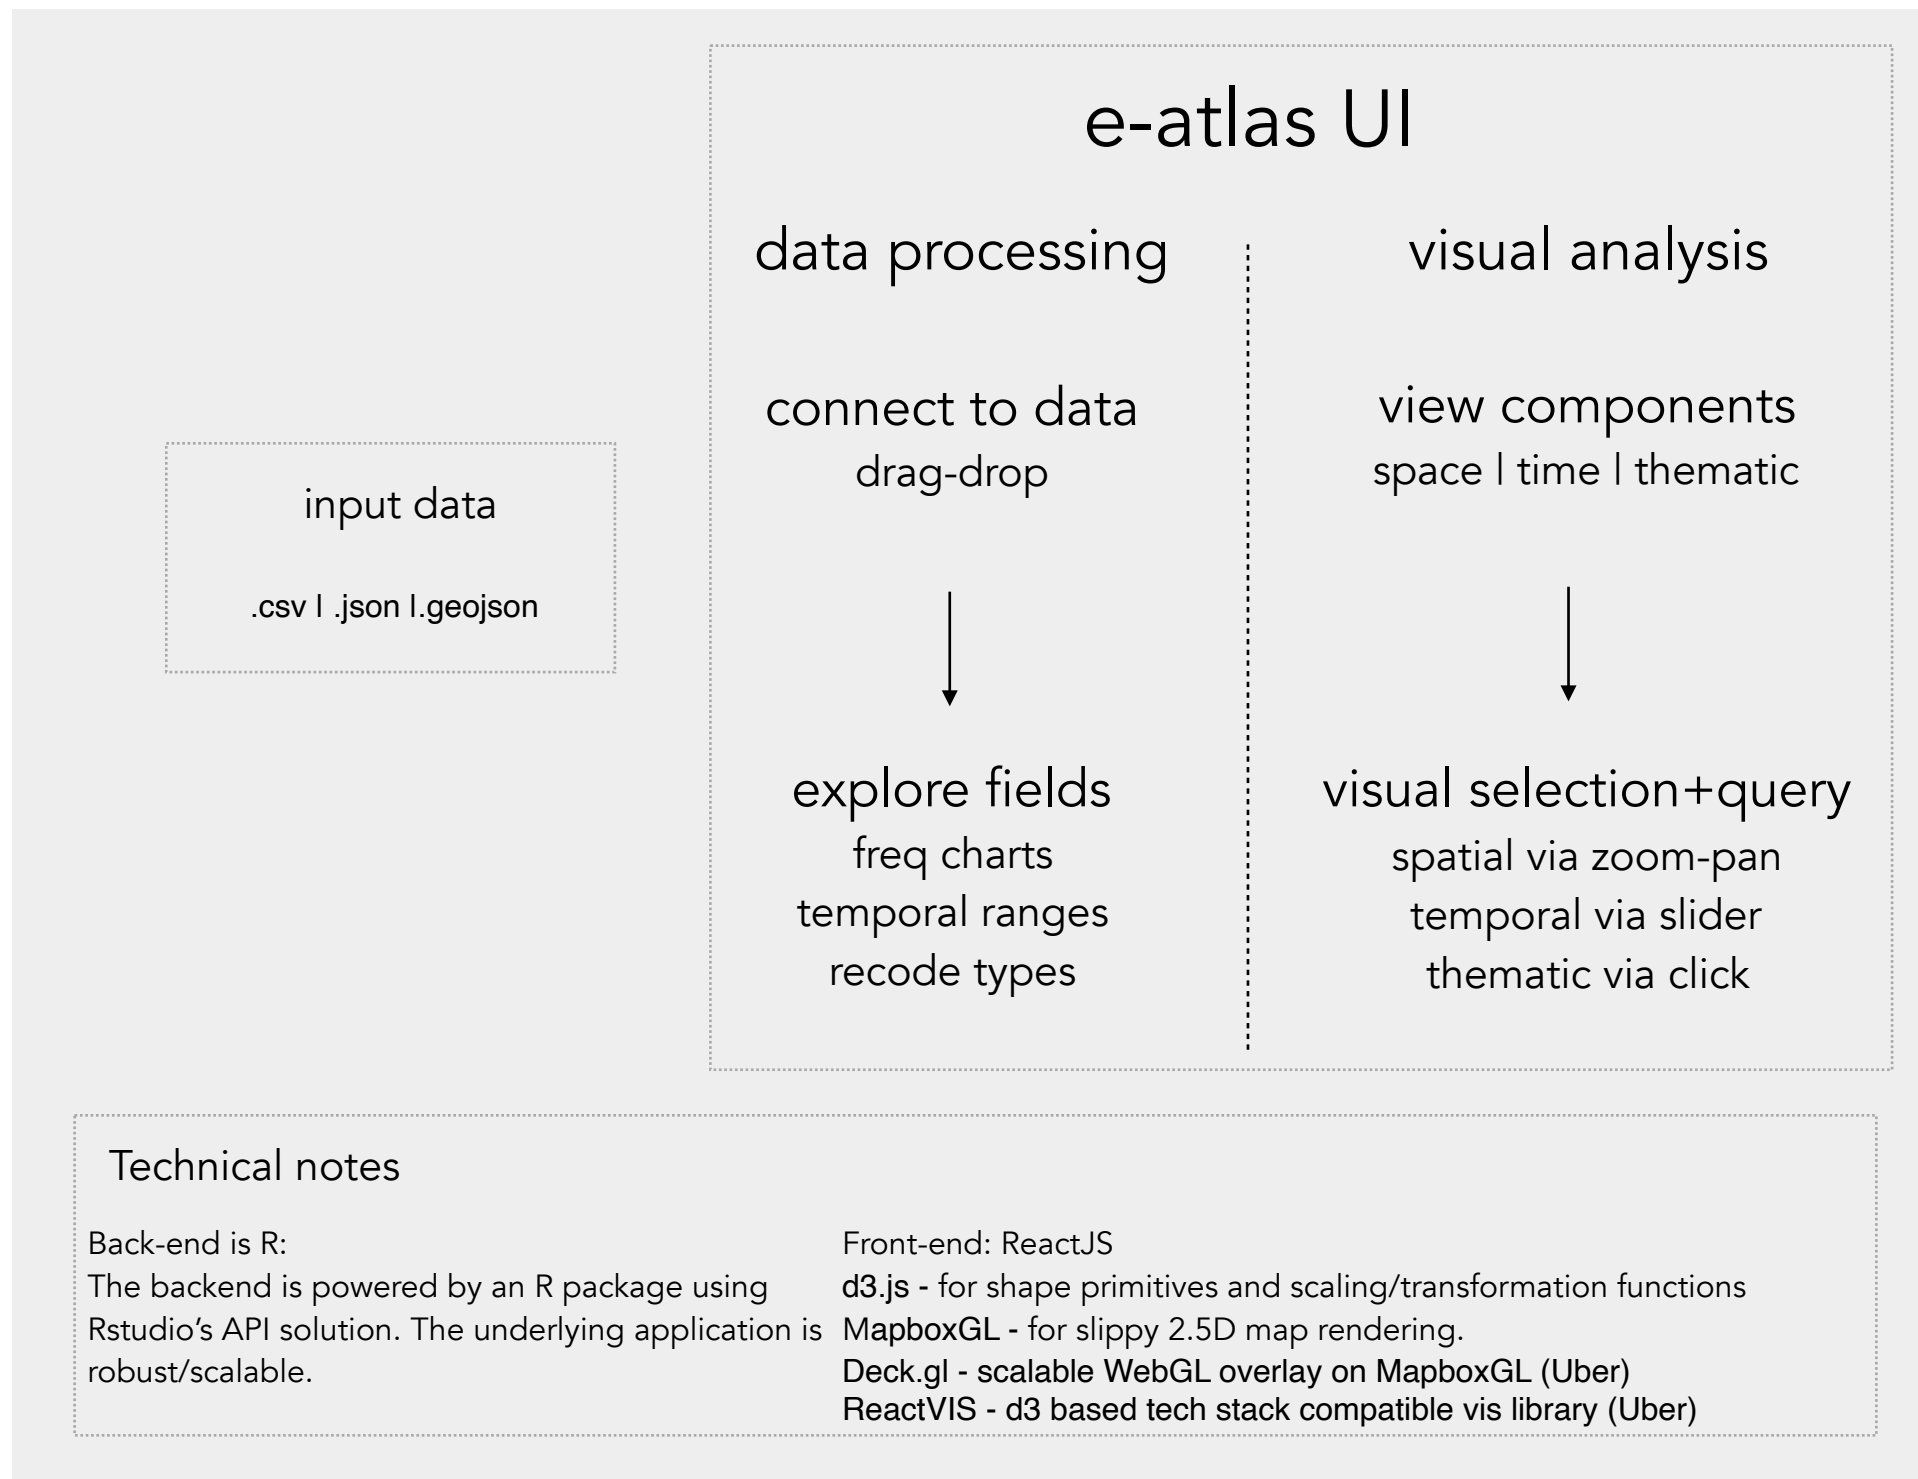 e-atlas UI
data processing
connect to data
drag-drop
explore fields
freq charts
temporal ranges
recode types
visual analysis
view components
space | time | thematic
visual selection+query
spatial via zoom-pan
temporal via slider
thematic via click
input data
.csv | .json |.geojson
Technical notes
Back-end is R:
The backend is powered by an R package using
Rstudio’s API solution. The underlying application is
robust/scalable.
Front-end: ReactJS
d3.js - for shape primitives and scaling/transformation functions
MapboxGL - for slippy 2.5D map rendering.
Deck.gl - scalable WebGL overlay on MapboxGL (Uber)
ReactVIS - d3 based tech stack compatible vis library (Uber)